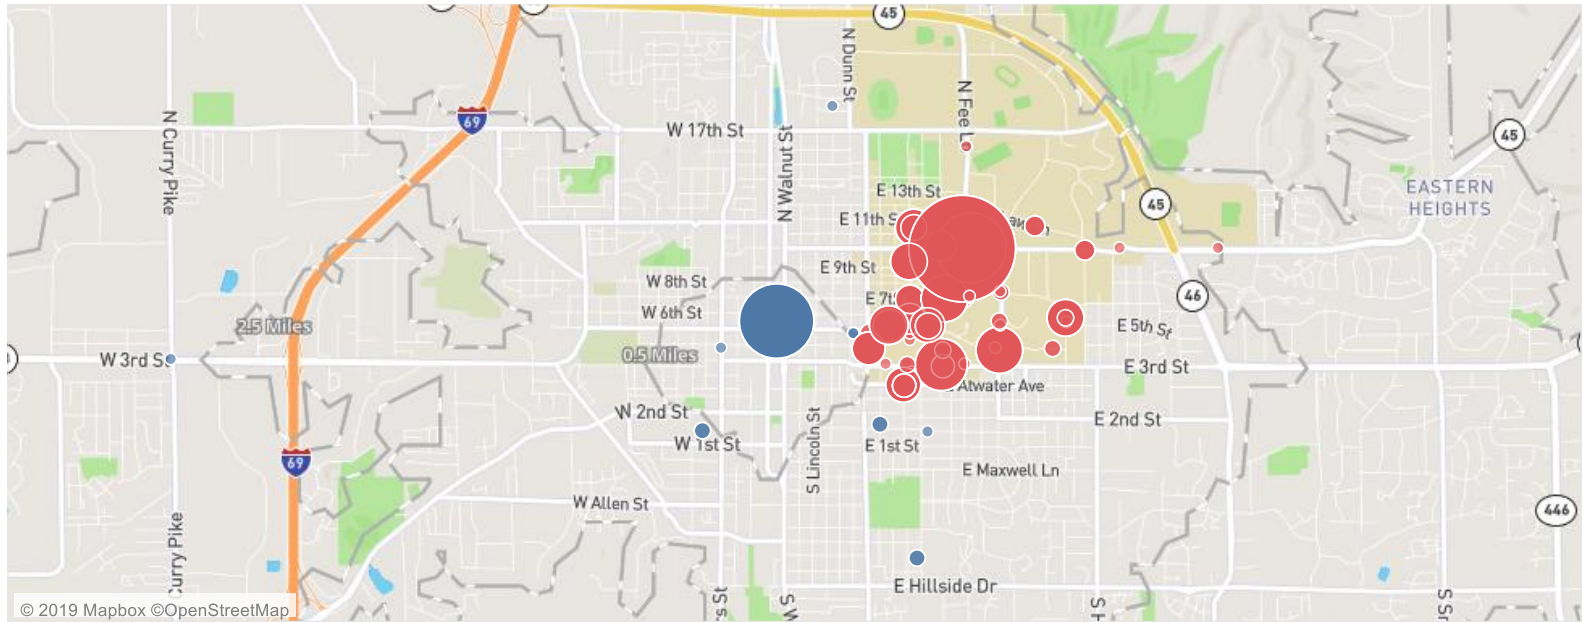 45
N Dunn St
N Fee L
N Curry Pike
69
W 17th St
45
N Walnut St
E 13th St
EASTERN
HEIGHTS
45
E 11th S
E 9th St
W 8th St
E 7t
46
W 6th St
2.5 Miles
E 5th St
0.5 Miles
W 3rd S
E 3rd St
Atwater Ave
W 2nd St
E 2nd St
S Lincoln St
W 1st St
E 1st St
69
E Maxwell Ln
W Allen St
446
Curry Pike
E Hillside Dr
s St
S W
S H
© 2019 Mapbox ©OpenStreetMap